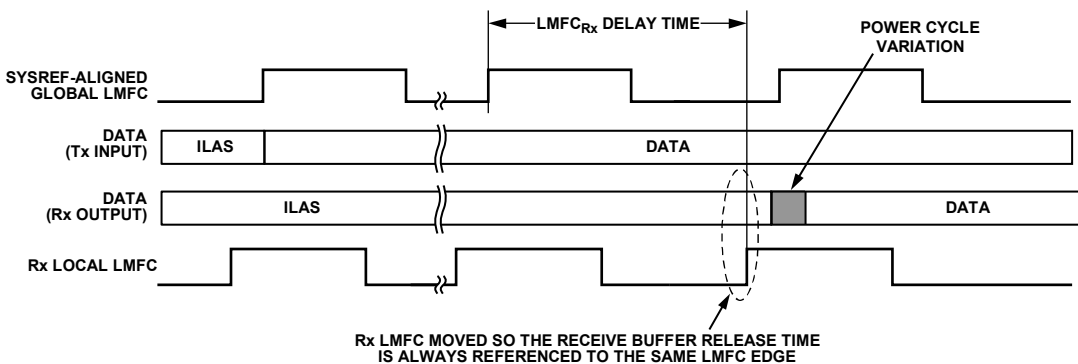 LMFCRx DELAY TIME
POWER CYCLE
VARIATION
SYSREF-ALIGNED
GLOBAL LMFC
DATA
(Tx INPUT)
ILAS
DATA
DATA
(Rx OUTPUT)
ILAS
DATA
Rx LOCAL LMFC
Rx LMFC MOVED SO THE RECEIVE BUFFER RELEASE TIME
IS ALWAYS REFERENCED TO THE SAME LMFC EDGE